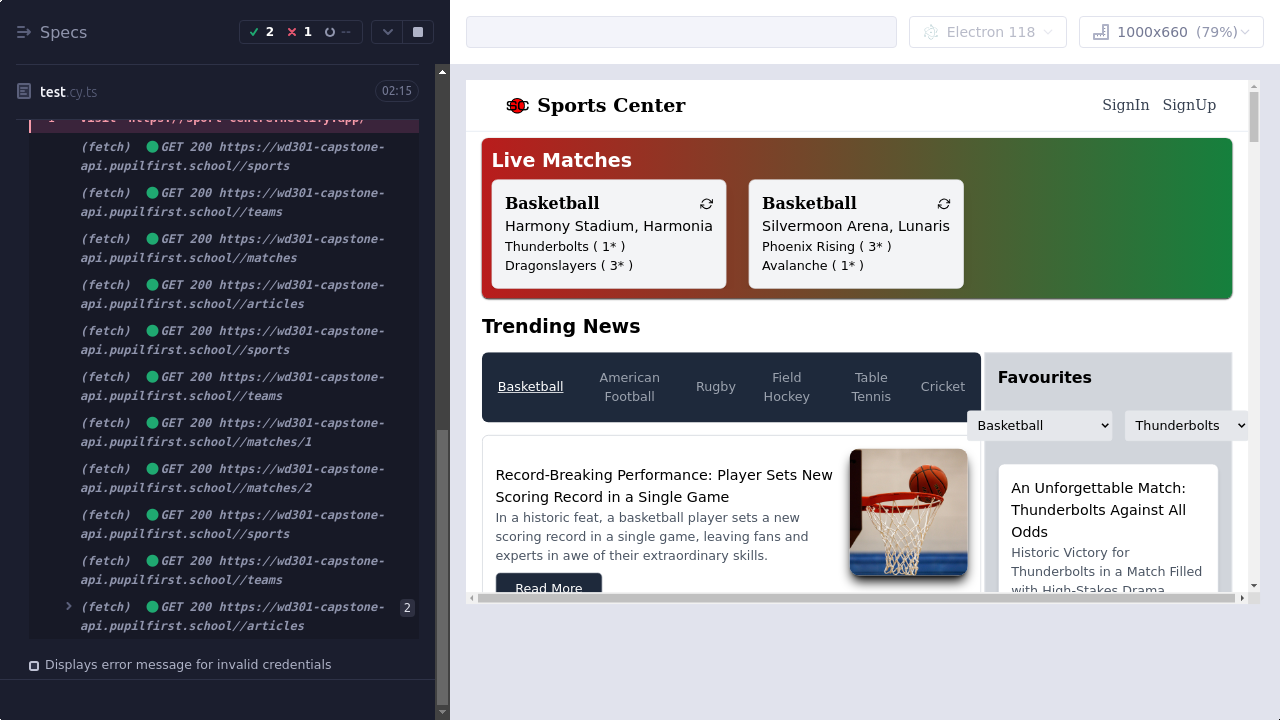 Specs
2
1
--
test.cy.ts
02:15
(fetch) GET 200 https://wd301-capstone-
api.pupilfirst.school//sports
(fetch) GET 200 https://wd301-capstone-
api.pupilfirst.school//teams
(fetch) GET 200 https://wd301-capstone-
api.pupilfirst.school//matches
(fetch) GET 200 https://wd301-capstone-
api.pupilfirst.school//articles
(fetch) GET 200 https://wd301-capstone-
api.pupilfirst.school//sports
(fetch) GET 200 https://wd301-capstone-
api.pupilfirst.school//teams
(fetch) GET 200 https://wd301-capstone-
api.pupilfirst.school//matches/1
(fetch) GET 200 https://wd301-capstone-
api.pupilfirst.school//matches/2
(fetch) GET 200 https://wd301-capstone-
api.pupilfirst.school//sports
(fetch) GET 200 https://wd301-capstone-
api.pupilfirst.school//teams
(fetch) GET 200 https://wd301-capstone-
api.pupilfirst.school//articles
2
Displays error message for invalid credentials
Electron 118
1000x660 (79%)
SC Sports Center
SignIn SignUp
Live Matches
Basketball
Harmony Stadium, Harmonia
Thunderbolts ( 1* )
Dragonslayers ( 3* )
Basketball
Silvermoon Arena, Lunaris
Phoenix Rising ( 3* )
Avalanche ( 1* )
Trending News
Basketball
American
Football
Rugby
Field
Hockey
Table
Tennis
Cricket
Record-Breaking Performance: Player Sets New
Scoring Record in a Single Game
In a historic feat, a basketball player sets a new
scoring record in a single game, leaving fans and
experts in awe of their extraordinary skills.
Read More
Favourites
Basketball
Thunderbolts
An Unforgettable Match:
Thunderbolts Against All
Odds
Historic Victory for
Thunderbolts in a Match Filled
with High-Stakes Drama